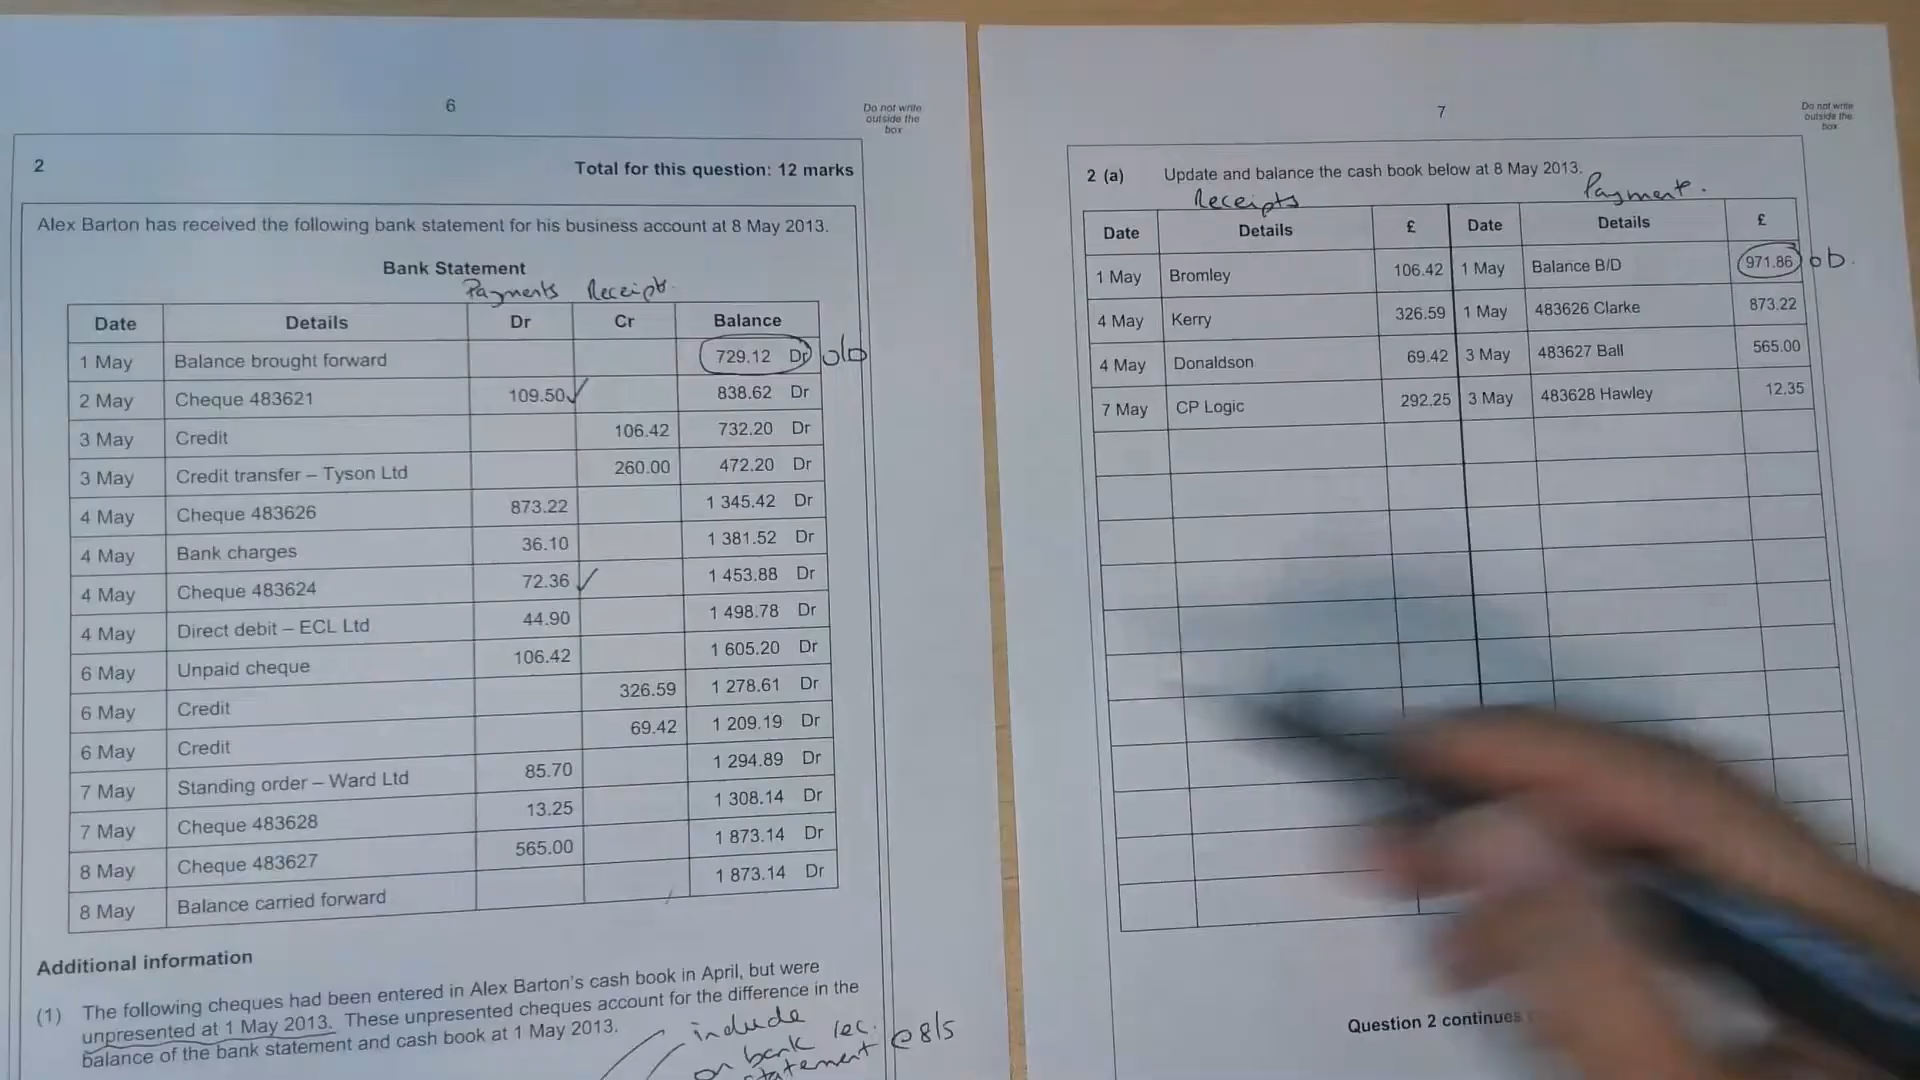 6
Do not write
outside the
box
2
Total for this question: 12 marks
Alex Barton has received the following bank statement for his business account at 8 May 2013.
Bank Statement
Payments Receipts
Date Details Dr Cr Balance
1 May Balance brought forward 729.12 Dr o/b
2 May Cheque 483621 109.50 ✓ 838.62 Dr
3 May Credit 106.42 732.20 Dr
3 May Credit transfer – Tyson Ltd 260.00 472.20 Dr
4 May Cheque 483626 873.22 1 345.42 Dr
4 May Bank charges 36.10 1 381.52 Dr
4 May Cheque 483624 72.36 ✓ 1 453.88 Dr
4 May Direct debit – ECL Ltd 44.90 1 498.78 Dr
6 May Unpaid cheque 106.42 1 605.20 Dr
6 May Credit 326.59 1 278.61 Dr
6 May Credit 69.42 1 209.19 Dr
7 May Standing order – Ward Ltd 85.70 1 294.89 Dr
7 May Cheque 483628 13.25 1 308.14 Dr
8 May Cheque 483627 565.00 1 873.14 Dr
8 May Balance carried forward 1 873.14 Dr
Additional information
(1) The following cheques had been entered in Alex Barton's cash book in April, but were
unpresented at 1 May 2013. These unpresented cheques account for the difference in the
balance of the bank statement and cash book at 1 May 2013.
include
on bank rec. @ 8/5
statement
7
Do not write
outside the
box
2 (a) Update and balance the cash book below at 8 May 2013.
Receipts Payment.
Date Details £ Date Details £
1 May Bromley 106.42 1 May Balance B/D 971.86 ob.
4 May Kerry 326.59 1 May 483626 Clarke 873.22
4 May Donaldson 69.42 3 May 483627 Ball 565.00
7 May CP Logic 292.25 3 May 483628 Hawley 12.35
Question 2 continues